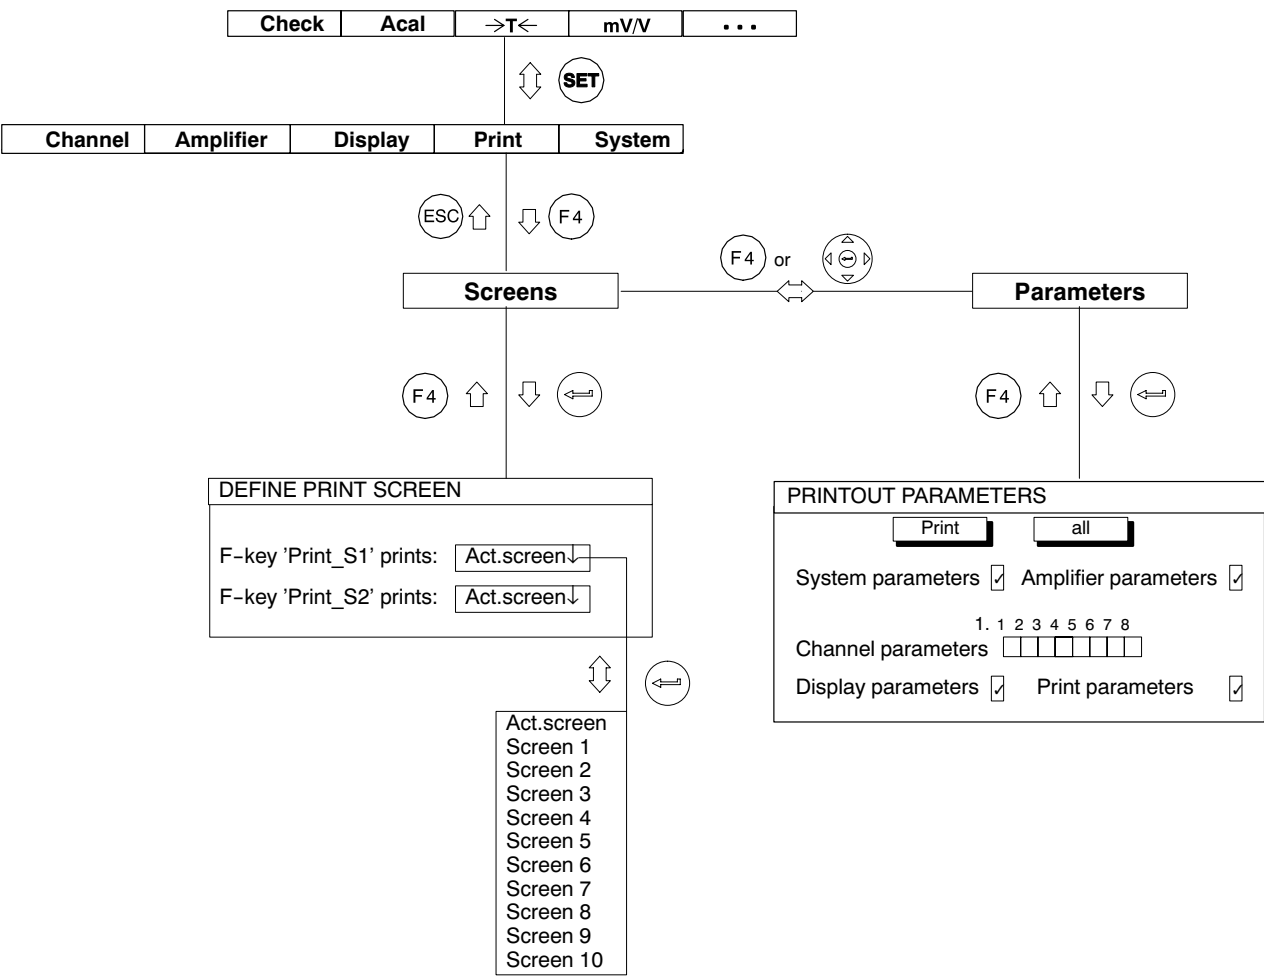 Check Acal →T← mV/V . . .
SET
Channel Amplifier Display Print System
ESC F4
F4 or
Screens Parameters
F4 F4
DEFINE PRINT SCREEN
F-key 'Print_S1' prints: Act.screen↓
F-key 'Print_S2' prints: Act.screen↓
Act.screen
Screen 1
Screen 2
Screen 3
Screen 4
Screen 5
Screen 6
Screen 7
Screen 8
Screen 9
Screen 10
PRINTOUT PARAMETERS
Print all
System parameters ✓ Amplifier parameters ✓
1. 1 2 3 4 5 6 7 8
Channel parameters
Display parameters ✓ Print parameters ✓